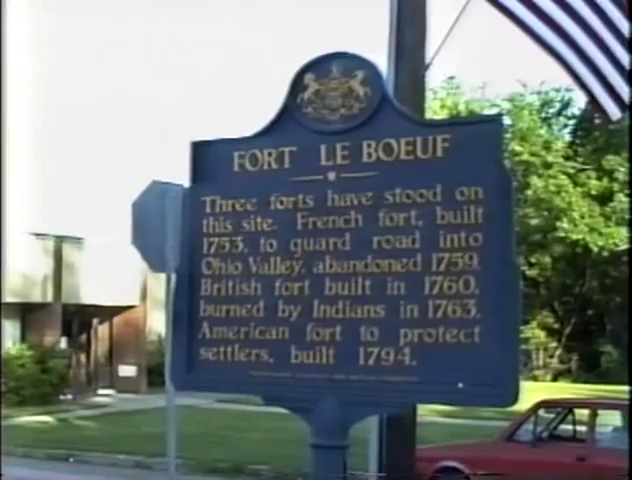 FORT LE BOEUF
Three forts have stood on
this site. French fort, built
1753, to guard road into
Ohio Valley, abandoned 1759.
British fort built in 1760,
burned by Indians in 1763.
American fort to protect
settlers, built 1794.